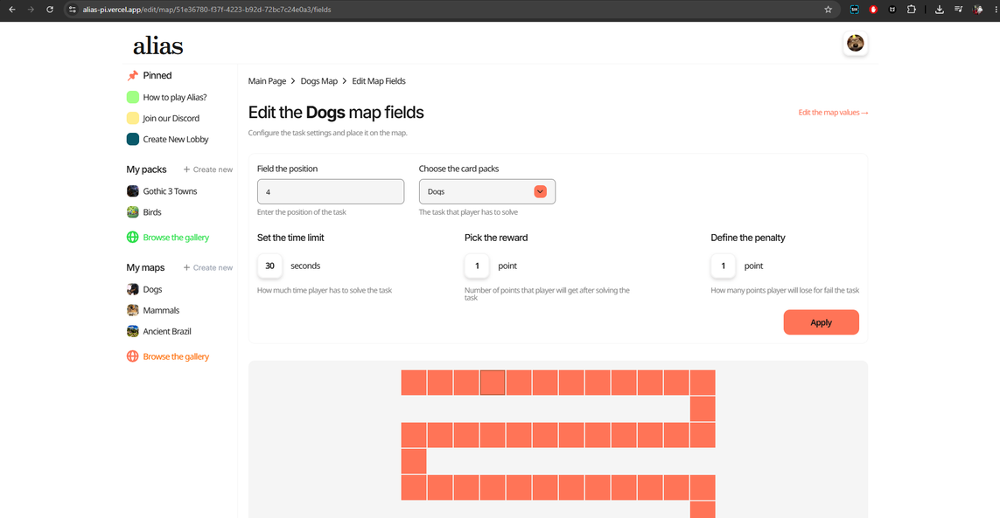 alias-pi.vercel.app/edit/map/51e36780-f37f-4223-b92d-72bc7c24e0a3/fields
alias
Pinned
How to play Alias?
Join our Discord
Create New Lobby
My packs
+ Create new
Gothic 3 Towns
Birds
Browse the gallery
My maps
+ Create new
Dogs
Mammals
Ancient Brazil
Browse the gallery
Main Page > Dogs Map > Edit Map Fields
Edit the Dogs map fields
Edit the map values →
Configure the task settings and place it on the map.
Field the position
Choose the card packs
4
Dogs
Enter the position of the task
The task that player has to solve
Set the time limit
Pick the reward
Define the penalty
30 seconds
1 point
1 point
How much time player has to solve the task
Number of points that player will get after solving the
task
How many points player will lose for fail the task
Apply